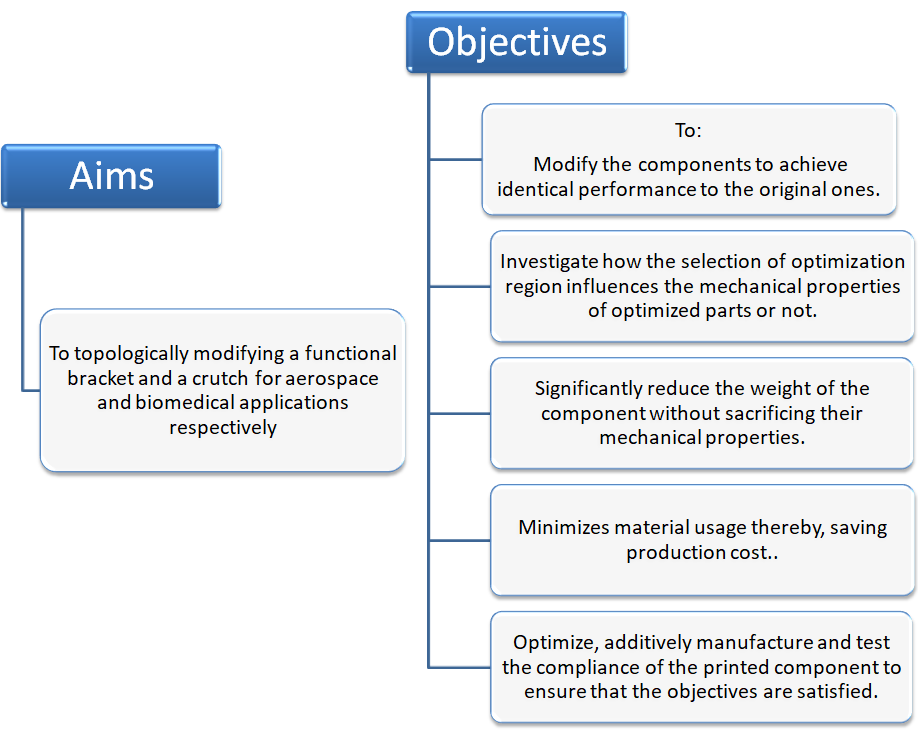 Aims
To topologically modifying a functional
bracket and a crutch for aerospace
and biomedical applications
respectively
Objectives
To:
Modify the components to achieve
identical performance to the original ones.
Investigate how the selection of optimization
region influences the mechanical properties
of optimized parts or not.
Significantly reduce the weight of the
component without sacrificing their
mechanical properties.
Minimizes material usage thereby, saving
production cost..
Optimize, additively manufacture and test
the compliance of the printed component to
ensure that the objectives are satisfied.